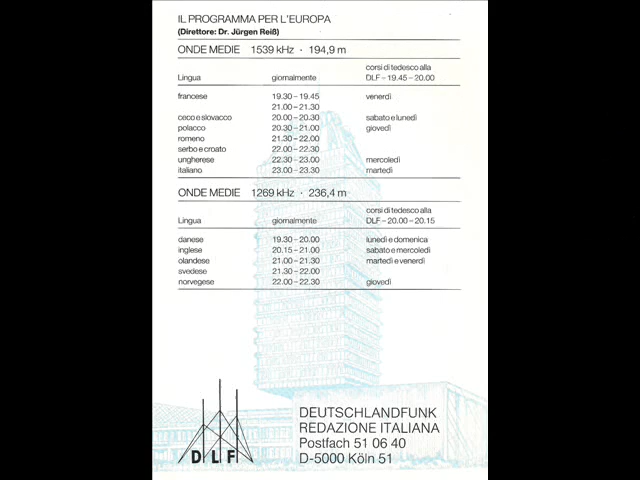 IL PROGRAMMA PER L'EUROPA
(Direttore: Dr. Jürgen Reiß)
ONDE MEDIE 1539 kHz · 194,9 m
corsi di tedesco alla
Lingua giornalmente DLF – 19.45 – 20.00
francese 19.30 – 19.45 venerdì
21.00 – 21.30
ceco e slovacco 20.00 – 20.30 sabato e lunedì
polacco 20.30 – 21.00 giovedì
romeno 21.30 – 22.00
serbo e croato 22.00 – 22.30
ungherese 22.30 – 23.00 mercoledì
italiano 23.00 – 23.30 martedì
ONDE MEDIE 1269 kHz · 236,4 m
corsi di tedesco alla
Lingua giornalmente DLF – 20.00 – 20.15
danese 19.30 – 20.00 lunedì e domenica
inglese 20.15 – 21.00 sabato e mercoledì
olandese 21.00 – 21.30 martedì e venerdì
svedese 21.30 – 22.00
norvegese 22.00 – 22.30 giovedì
DEUTSCHLANDFUNK
REDAZIONE ITALIANA
Postfach 51 06 40
D-5000 Köln 51
DLF